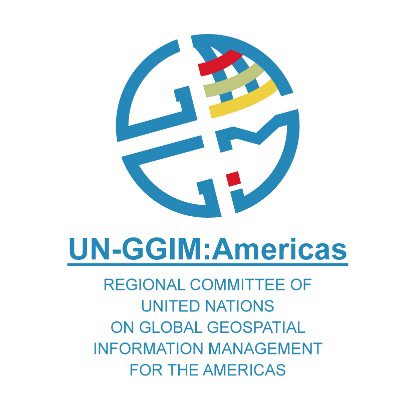 UN-GGIM:Americas
REGIONAL COMMITTEE OF
UNITED NATIONS
ON GLOBAL GEOSPATIAL
INFORMATION MANAGEMENT
FOR THE AMERICAS